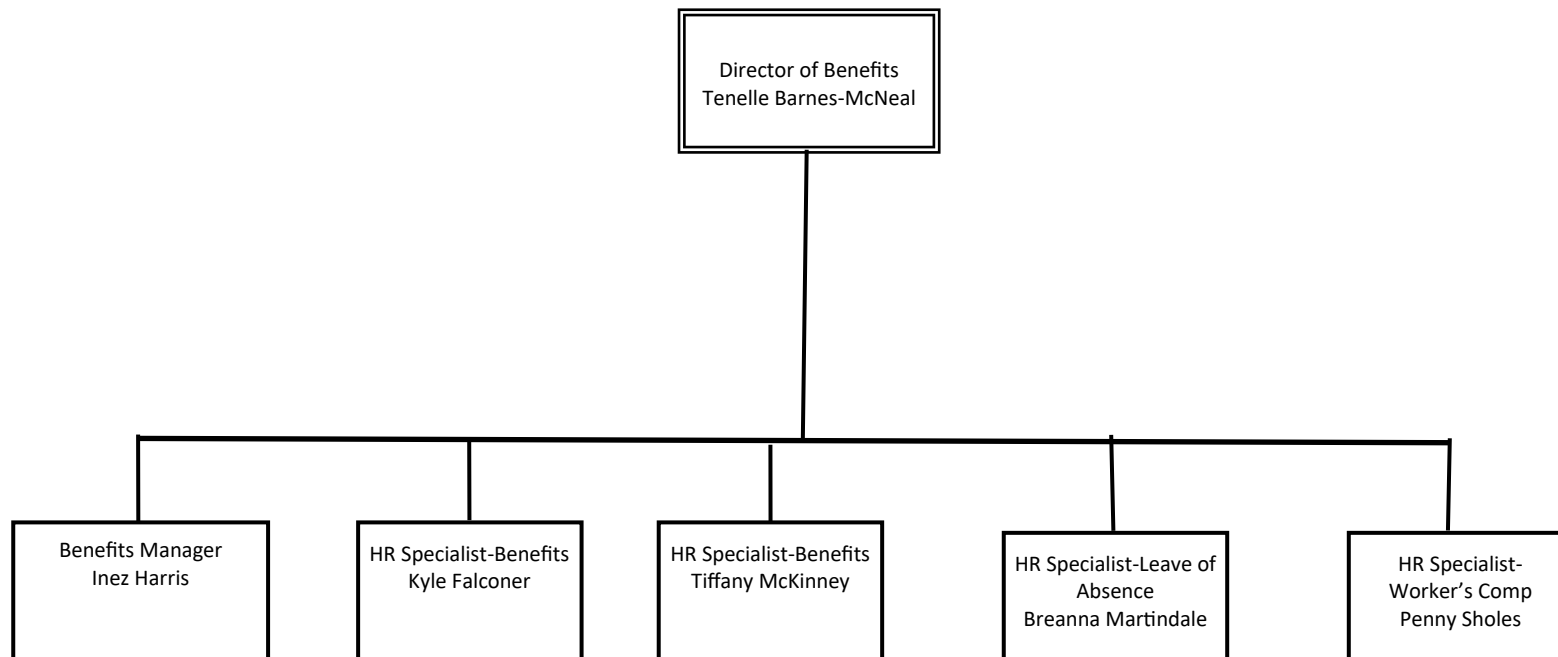 Director of Benefits
Tenelle Barnes-McNeal
Benefits Manager
Inez Harris
HR Specialist-Benefits
Kyle Falconer
HR Specialist-Benefits
Tiffany McKinney
HR Specialist-Leave of
Absence
Breanna Martindale
HR Specialist-
Worker’s Comp
Penny Sholes